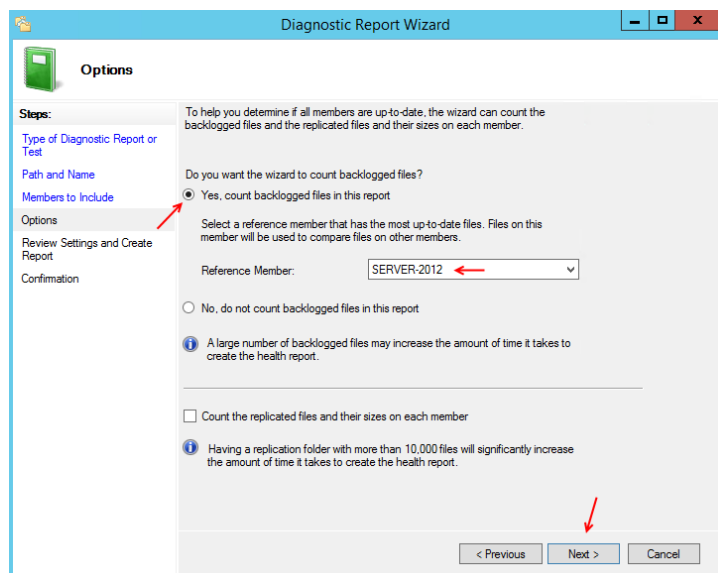 Diagnostic Report Wizard
Options
Steps:
Type of Diagnostic Report or
Test
Path and Name
Members to Include
Options
Review Settings and Create
Report
Confirmation
To help you determine if all members are up-to-date, the wizard can count the
backlogged files and the replicated files and their sizes on each member.
Do you want the wizard to count backlogged files?
Yes, count backlogged files in this report
Select a reference member that has the most up-to-date files. Files on this
member will be used to compare files on other members.
Reference Member: SERVER-2012
No, do not count backlogged files in this report
A large number of backlogged files may increase the amount of time it takes to
create the health report.
Count the replicated files and their sizes on each member
Having a replication folder with more than 10,000 files will significantly increase
the amount of time it takes to create the health report.
< Previous Next > Cancel